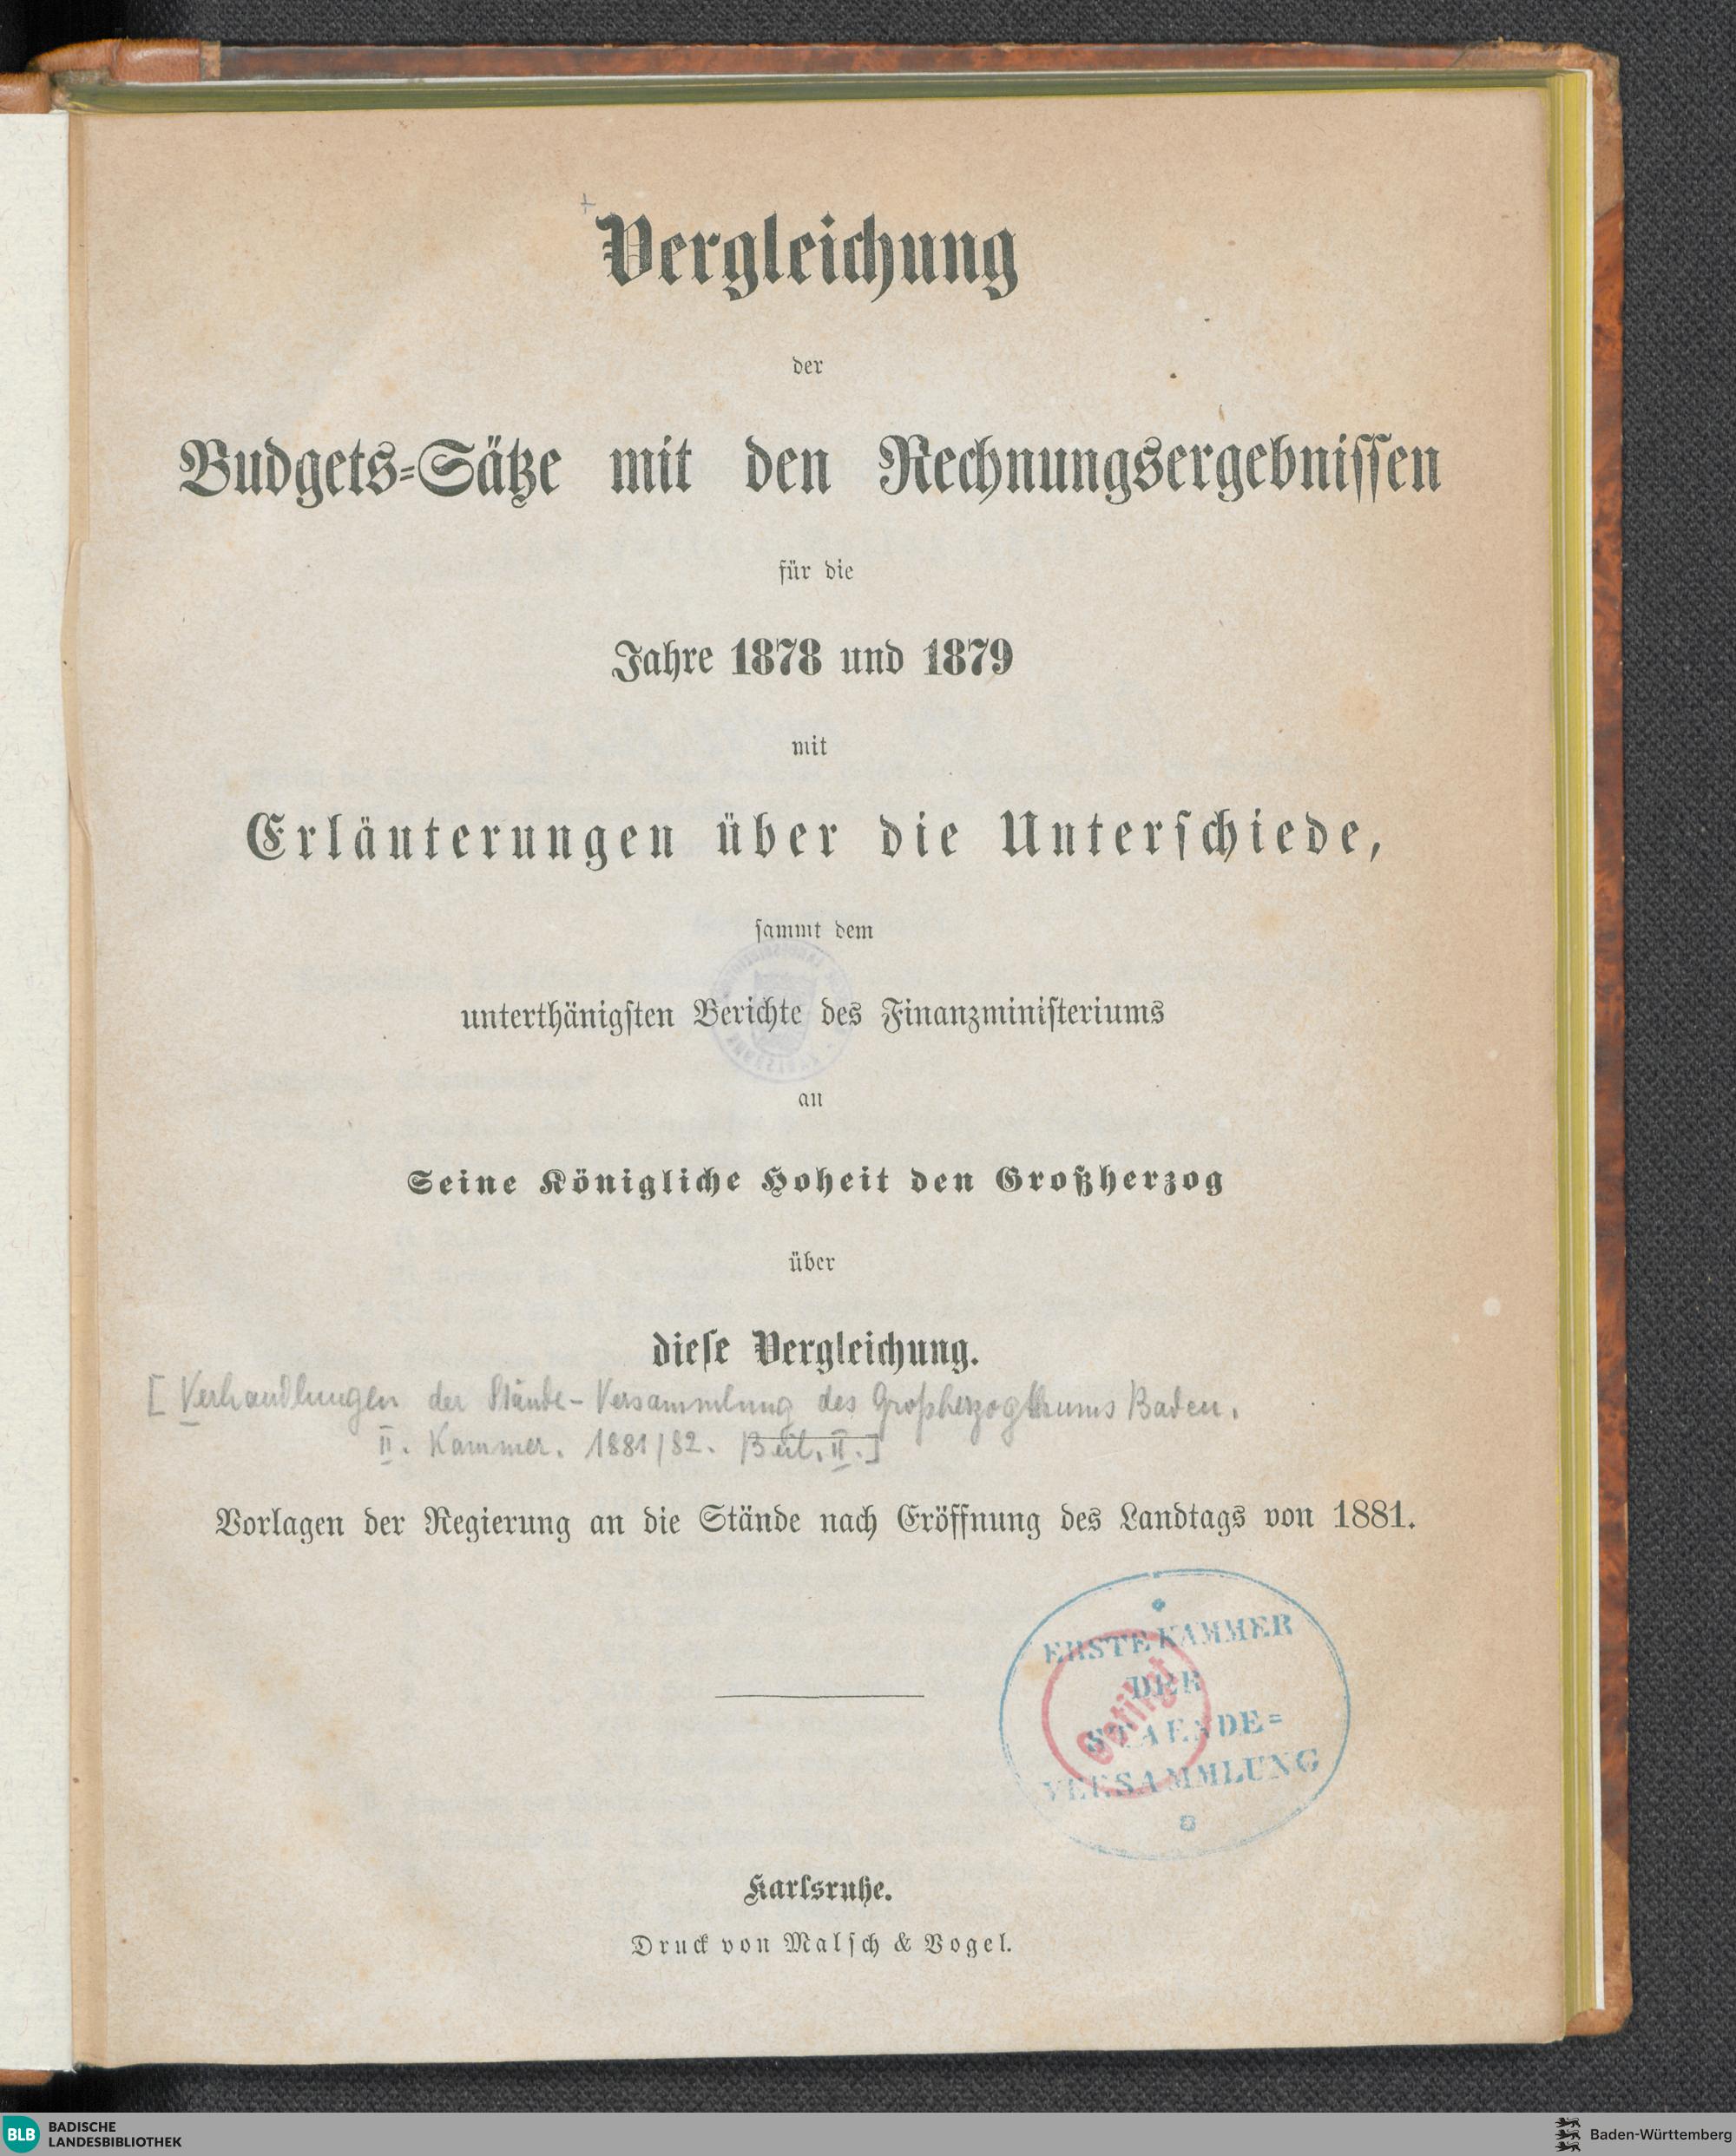 Vergleichung
der
Budgets-Sätze mit den Rechnungsergebnissen
für die
Jahre 1878 und 1879
mit
Erläuterungen über die Unterschiede,
sammt dem
unterthänigsten Berichte des Finanzministeriums
an
Seine Königliche Hoheit den Großherzog
über
diese Vergleichung.
[Verhandlungen der Stände-Versammlung des Großherzogthums Baden.
II. Kammer. 1881/82. Beil. II.]
Vorlagen der Regierung an die Stände nach Eröffnung des Landtags von 1881.
ERSTE KAMMER
DER
STAENDE=
VERSAMMLUNG
Getilgt
Karlsruhe.
Druck von Malsch & Vogel.
BLB BADISCHE
LANDESBIBLIOTHEK
Baden-Württemberg